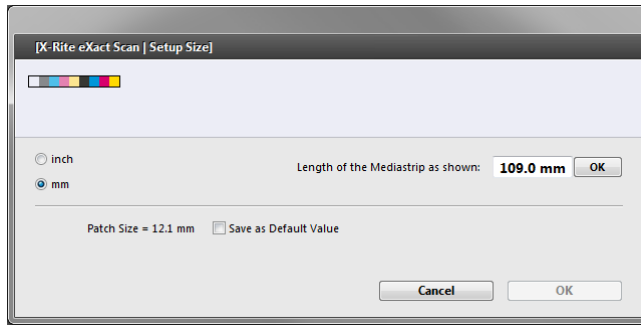 [X-Rite eXact Scan | Setup Size]
inch
Length of the Mediastrip as shown: 109.0 mm OK
mm
Patch Size = 12.1 mm Save as Default Value
Cancel OK